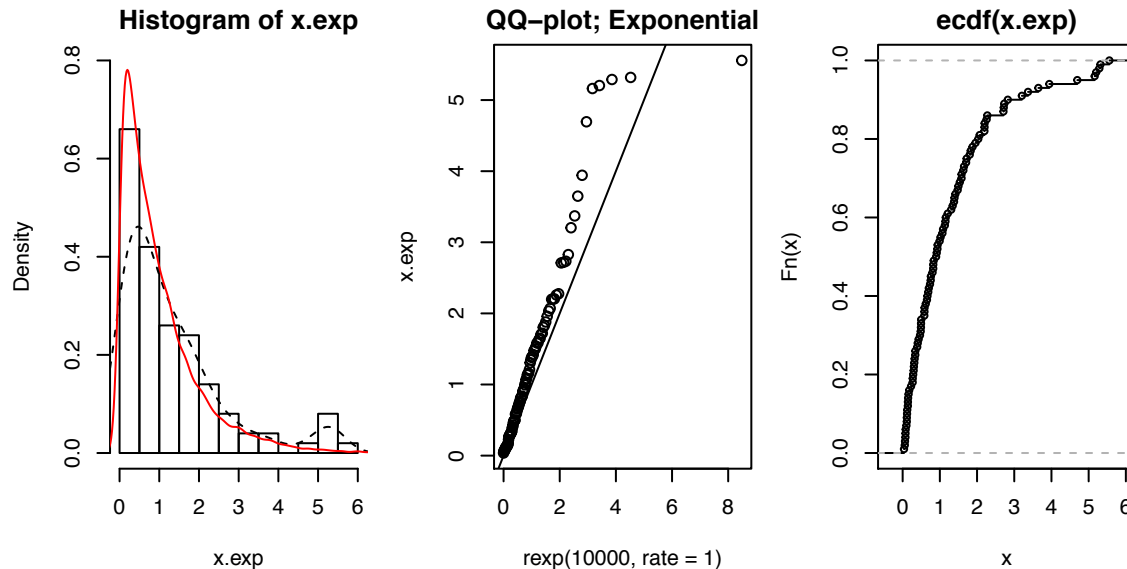 Histogram of x.exp
Density
0.0 0.2 0.4 0.6 0.8
0 1 2 3 4 5 6
x.exp
QQ−plot; Exponential
x.exp
0 1 2 3 4 5
0 2 4 6 8
rexp(10000, rate = 1)
ecdf(x.exp)
Fn(x)
0.0 0.2 0.4 0.6 0.8 1.0
0 1 2 3 4 5 6
x